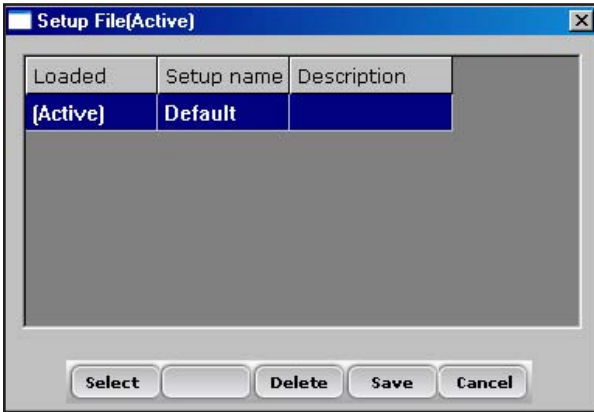 Setup File(Active)
Loaded Setup name Description
(Active) Default
Select Delete Save Cancel